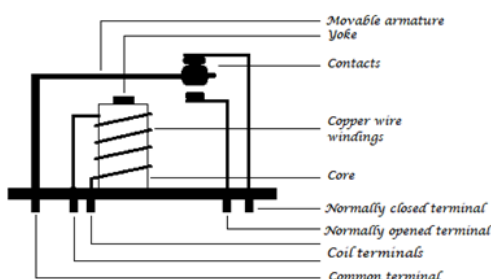 Movable armature
Yoke
Contacts
Copper wire
windings
Core
Normally closed terminal
Normally opened terminal
Coil terminals
Common terminal